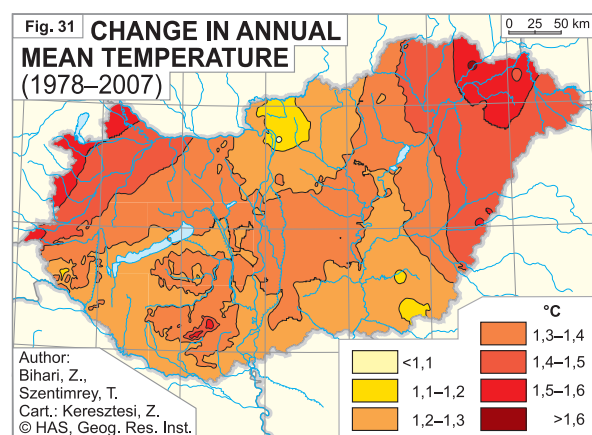 Fig. 31
CHANGE IN ANNUAL
MEAN TEMPERATURE
(1978–2007)
0 25 50 km
°C
<1,1
1,1–1,2
1,2–1,3
1,3–1,4
1,4–1,5
1,5–1,6
>1,6
Author:
Bihari, Z.,
Szentimrey, T.
Cart.: Keresztesi, Z.
© HAS, Geog. Res. Inst.